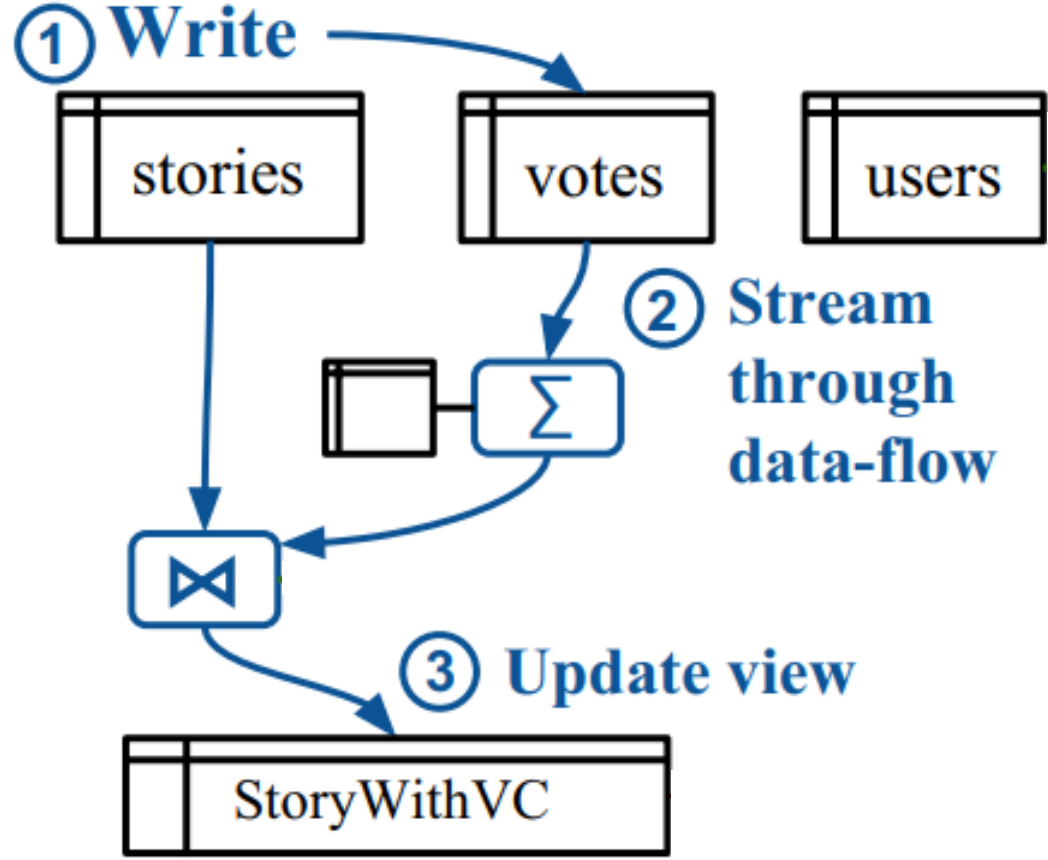 1 Write
stories
votes
users
2 Stream
through
data-flow
∑
⋈
3 Update view
StoryWithVC